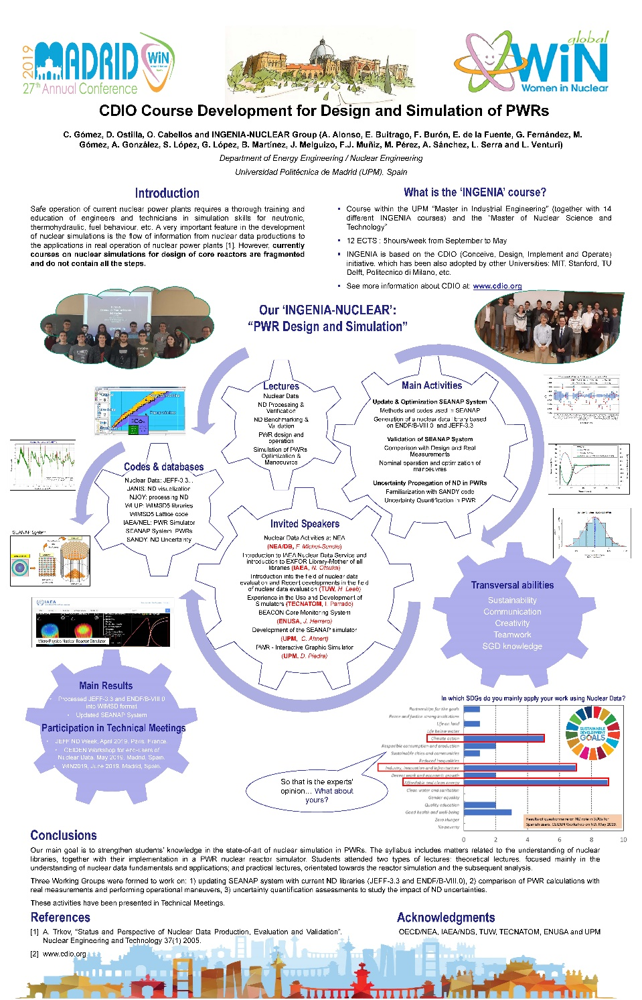 2019
MADRID
27th Annual Conference
WiN
global
WiN
Women in Nuclear
CDIO Course Development for Design and Simulation of PWRs
C. Gómez, D. Ostilla, O. Cabellos and INGENIA-NUCLEAR Group (A. Alonso, E. Buitrago, F. Burón, E. de la Fuente, G. Fernández, M.
Gómez, A. González, S. López, G. López, B. Martínez, J. Melguizo, F.J. Muñiz, M. Pérez, A. Sánchez, L. Serra and L. Venturi)
Department of Energy Engineering / Nuclear Engineering
Universidad Politécnica de Madrid (UPM). Spain
Introduction
Safe operation of current nuclear power plants requires a thorough training and
education of engineers and technicians in simulation skills for neutronic,
thermohydraulic, fuel behaviour, etc. A very important feature in the development
of nuclear simulations is the flow of information from nuclear data productions to
the applications in real operation of nuclear power plants [1]. However, currently
courses on nuclear simulations for design of core reactors are fragmented
and do not contain all the steps.
What is the ‘INGENIA’ course?
• Course within the UPM “Master in Industrial Engineering” (together with 14
different INGENIA courses) and the “Master of Nuclear Science and
Technology”
• 12 ECTS : 5hours/week from September to May
• INGENIA is based on the CDIO (Conceive, Design, Implement and Operate)
initiative, which has been also adopted by other Universities: MIT, Stanford, TU
Delft, Politecnico di Milano, etc.
• See more information about CDIO at: www.cdio.org
Our ‘INGENIA-NUCLEAR’:
“PWR Design and Simulation”
Lectures
Nuclear Data
ND Processing &
Verification
ND Benchmarking &
Validation
PWR design and
operation
Simulation of PWRs
Optimization &
Manoeuvres
Main Activities
Update & Optimization SEANAP System
Methods and codes used in SEANAP
Generation of a nuclear data library based
on ENDF/B-VIII.0 and JEFF-3.3
Validation of SEANAP System
Comparison with Design and Real
Measurements
Nominal operation and optimization of
manoeuvres
Uncertainty Propagation of ND in PWRs
Familiarization with SANDY code
Uncertainty Quantification in PWR
Codes & databases
Nuclear Data: JEFF-3.3...
JANIS: ND visualization
NJOY: processing ND
WLUP: WIMSD5 libraries
WIMSD5 Lattice code
IAEA/NEL: PWR Simulator
SEANAP System: PWRs
SANDY: ND Uncertainty
SEANAP System
Invited Speakers
Nuclear Data Activities at NEA
(NEA/DB, F. Michel-Sendis)
Introduction to IAEA Nuclear Data Service and
introduction to EXFOR Library-Mother of all
libraries (IAEA, N. Otsuka)
Introduction into the field of nuclear data
evaluation and Recent developments in the field
of nuclear data evaluation (TUW, H. Leeb)
Experience in the Use and Development of
Simulators (TECNATOM, I. Parrado)
BEACON Core Monitoring System
(ENUSA, J. Herrero)
Development of the SEANAP simulator
(UPM, C. Ahnert)
PWR - Interactive Graphic Simulator
(UPM. D. Piedra)
Transversal abilities
Sustainability
Communication
Creativity
Teamwork
SGD knowledge
IAEA
Micro-Physics Nuclear Reactor Simulator
Main Results
• Processed JEFF-3.3 and ENDF/B-VIII.0
into WIMSD format
• Updated SEANAP System
Participation in Technical Meetings
• JEFF ND Week, April 2019. Paris, France.
• CEIDEN Workshop for end-users of
Nuclear Data. May 2019, Madrid, Spain.
• WIN2019, June 2019. Madrid, Spain.
In which SDGs do you mainly apply your work using Nuclear Data?
Partnerships for the goals
Peace and justice strong institutions
Life on land
Life below water
Climate action
Resposible consumption and production
Sustainable cities and communities
Reduced inequalities
Industry, innovation and infrastructure
Decent work and economic growth
Affordable and clean energy
Clean water and sanitation
Gender equality
Quality education
Good health and well-being
Zero Hunger
No poverty
0 2 4 6 8 10
SUSTAINABLE
DEVELOPMENT
GOALS
Results of questionnaire on ND role in SDGs for
Spanish users. CEIDEN Workshop on ND. May 2019.
So that is the experts’
opinion… What about
yours?
Conclusions
Our main goal is to strengthen students’ knowledge in the state-of-art of nuclear simulation in PWRs. The syllabus includes matters related to the understanding of nuclear
libraries, together with their implementation in a PWR nuclear reactor simulator. Students attended two types of lectures: theoretical lectures, focused mainly in the
understanding of nuclear data fundamentals and applications; and practical lectures, orientated towards the reactor simulation and the subsequent analysis.
Three Working Groups were formed to work on: 1) updating SEANAP system with current ND libraries (JEFF-3.3 and ENDF/B-VIII.0), 2) comparison of PWR calculations with
real measurements and performing operational maneuvers, 3) uncertainty quantification assessments to study the impact of ND uncertainties.
These activities have been presented in Technical Meetings.
References
[1] A. Trkov, “Status and Perspective of Nuclear Data Production, Evaluation and Validation”.
Nuclear Engineering and Technology 37(1) 2005.
[2] www.cdio.org
Acknowledgments
OECD/NEA, IAEA/NDS, TUW, TECNATOM, ENUSA and UPM